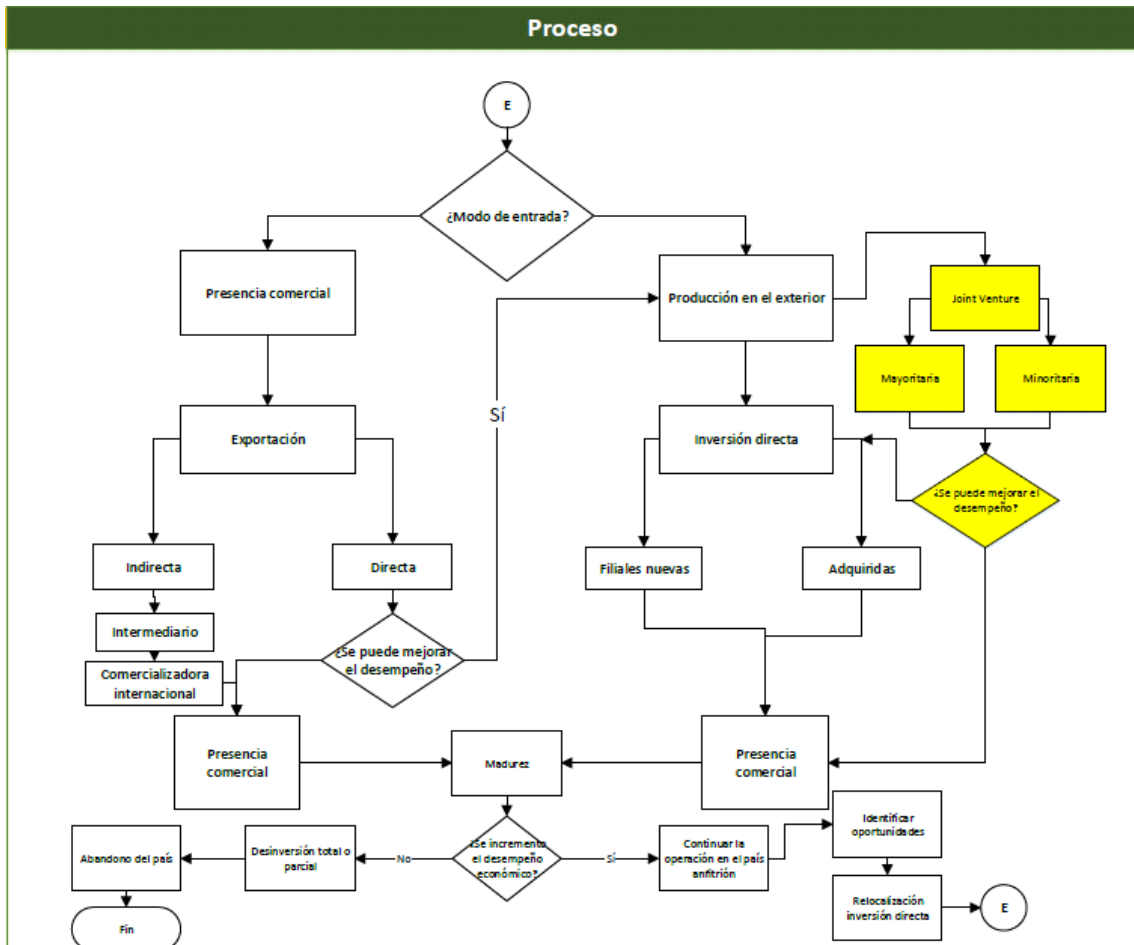 Proceso
E
¿Modo de entrada?
Presencia comercial
Producción en el exterior
Joint Venture
Mayoritaria
Minoritaria
Sí
Exportación
Inversión directa
¿Se puede mejorar el
desempeño?
Indirecta
Directa
Filiales nuevas
Adquiridas
Intermediario
¿Se puede mejorar
el desempeño?
Comercializadora
internacional
Presencia
comercial
Madurez
Presencia
comercial
Identificar
oportunidades
Abandono del país
Desinversión total o
parcial
No
¿Se incremento
el desempeño
económico?
Sí
Continuar la
operación en el país
anfitrión
Relocalización
inversión directa
E
Fin